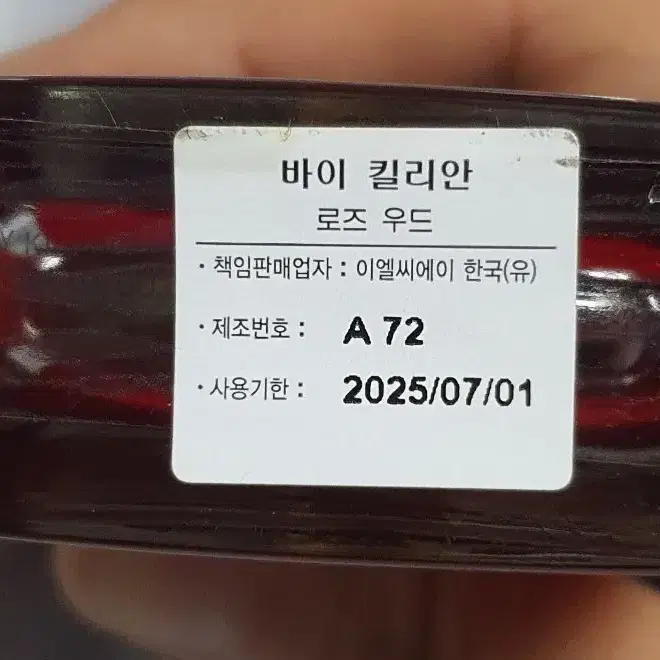 바이 킬리안
로즈 우드
· 책임판매업자 : 이엘씨에이 한국(유)
· 제조번호 : A 72
· 사용기한 : 2025/07/01